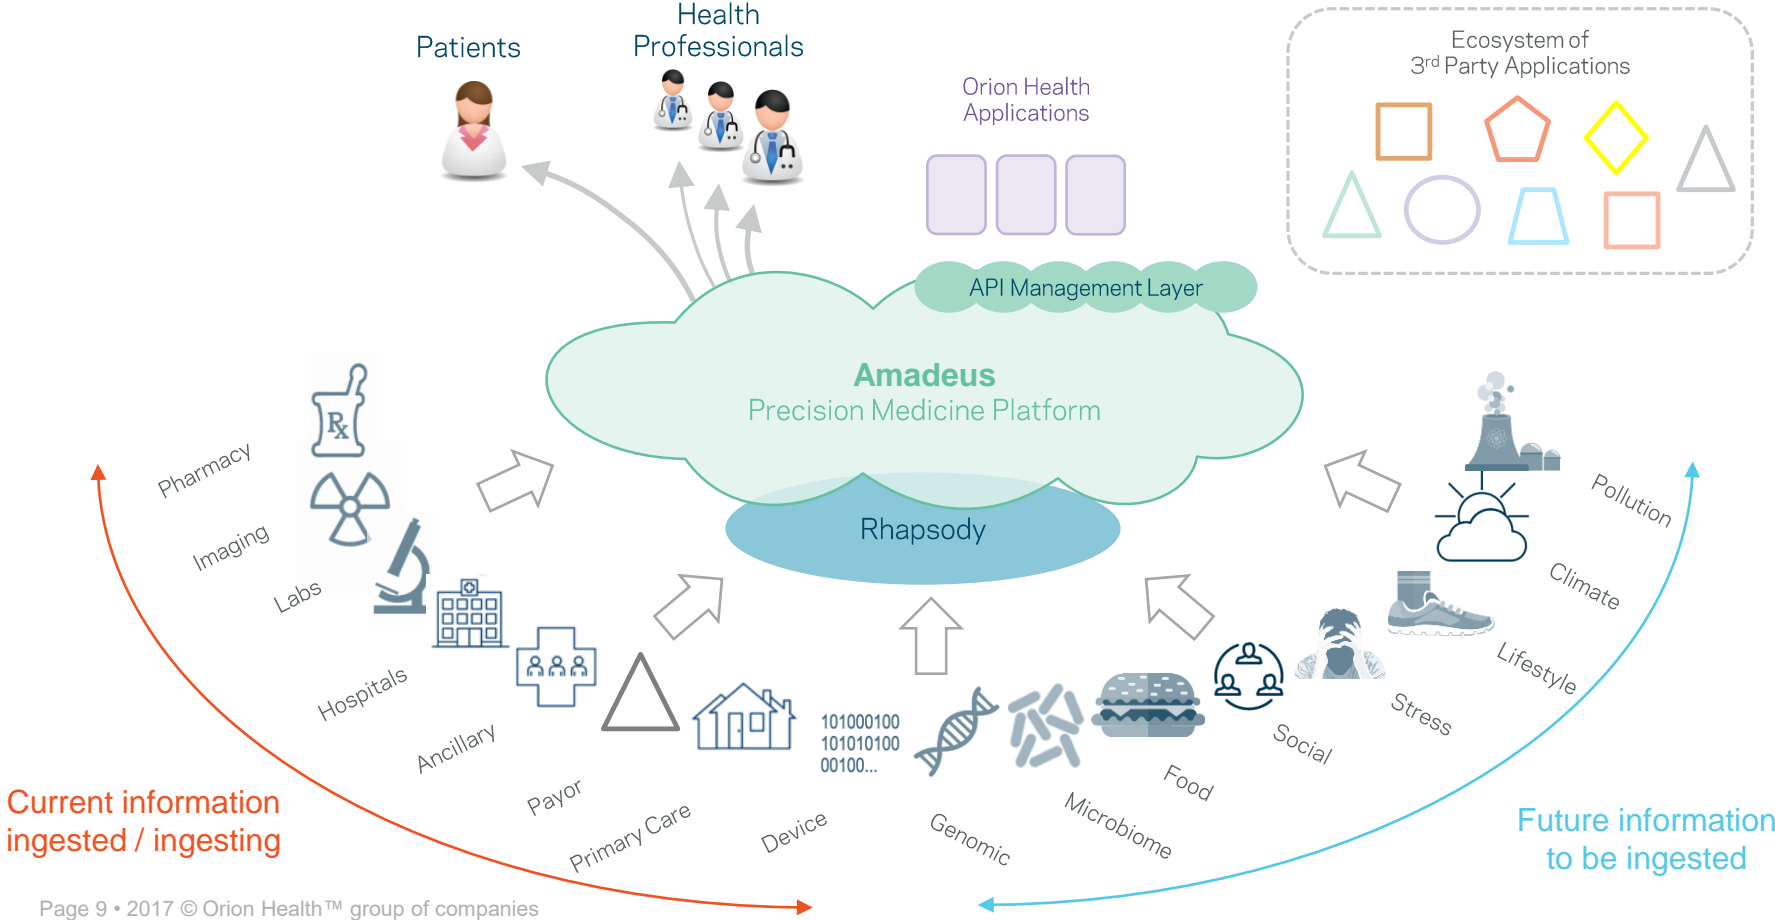 Patients
Health
Professionals
Orion Health
Applications
Ecosystem of
3rd Party Applications
API Management Layer
Amadeus
Precision Medicine Platform
Rhapsody
Pharmacy
Rx
Imaging
Labs
Hospitals
Ancillary
Payor
Primary Care
Device
101000100
101010100
00100...
Genomic
Microbiome
Food
Social
Stress
Lifestyle
Climate
Pollution
Current information
ingested / ingesting
Future information
to be ingested
Page 9 • 2017 © Orion Health™ group of companies